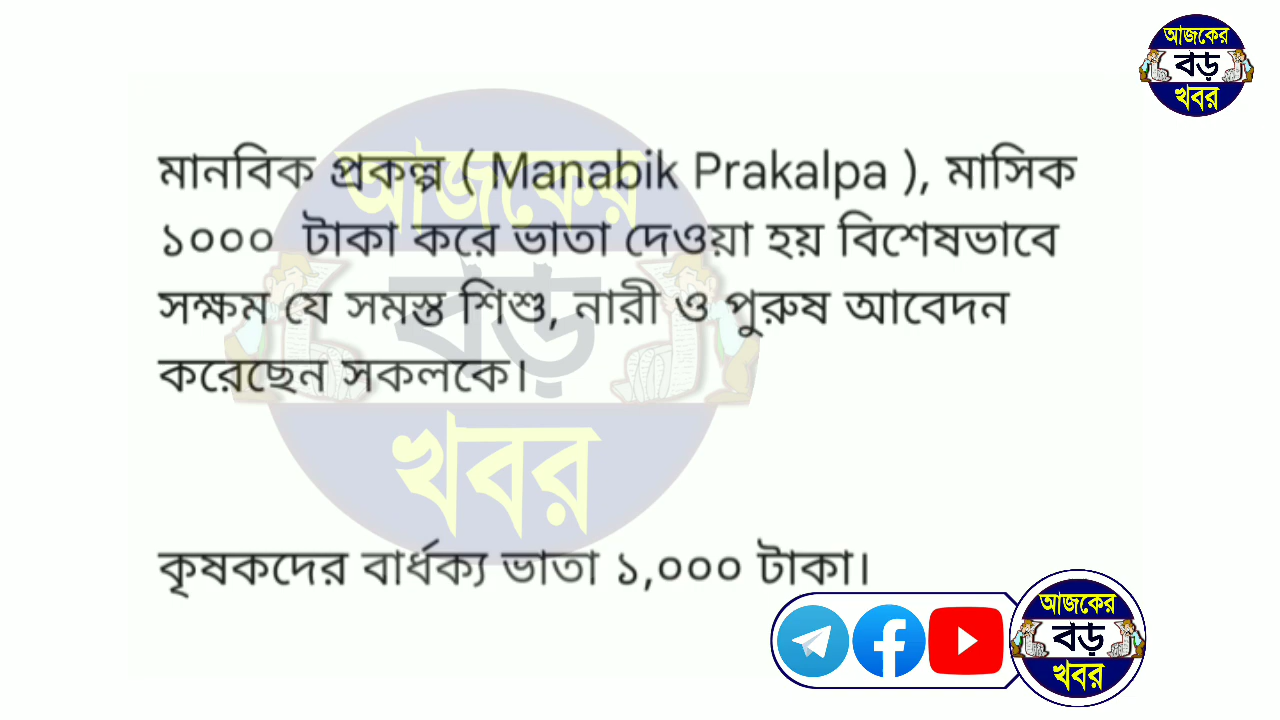 আজকের
বড়
খবর
মানবিক প্রকল্প ( Manabik Prakalpa ), মাসিক
১০০০ টাকা করে ভাতা দেওয়া হয় বিশেষভাবে
সক্ষম যে সমস্ত শিশু, নারী ও পুরুষ আবেদন
করেছেন সকলকে।
আজকের
বড়
খবর
কৃষকদের বার্ধক্য ভাতা ১,০০০ টাকা।
আজকের
বড়
খবর